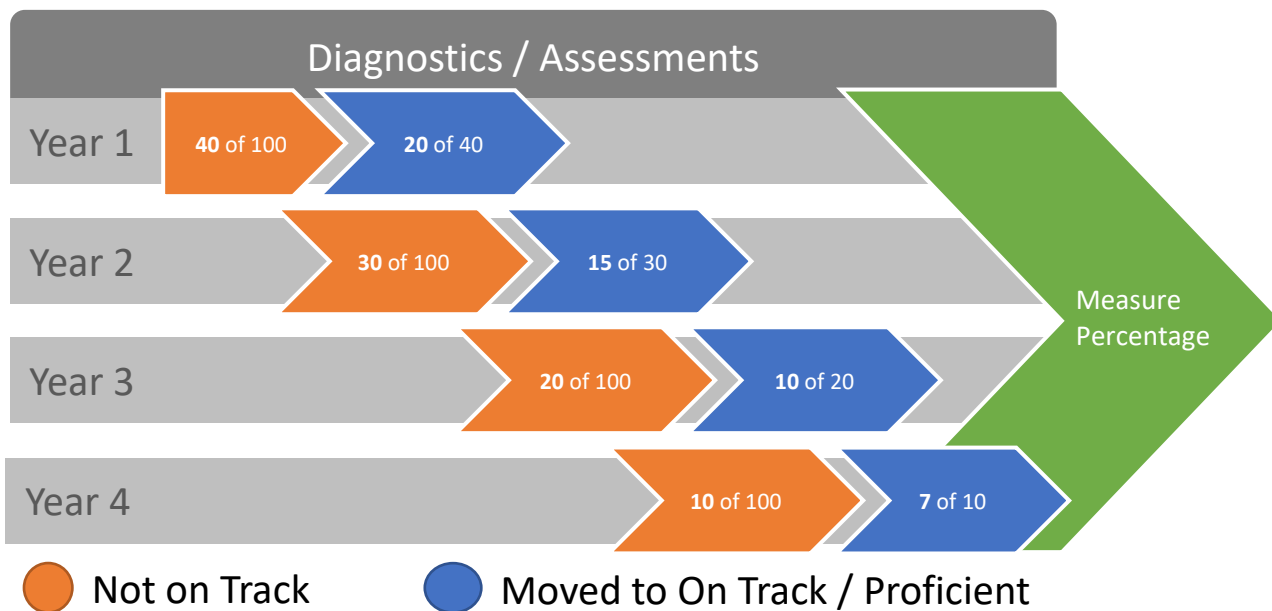 Diagnostics / Assessments
Year 1
40 of 100
20 of 40
Year 2
30 of 100
15 of 30
Measure
Percentage
Year 3
20 of 100
10 of 20
Year 4
10 of 100
7 of 10
Not on Track
Moved to On Track / Proficient